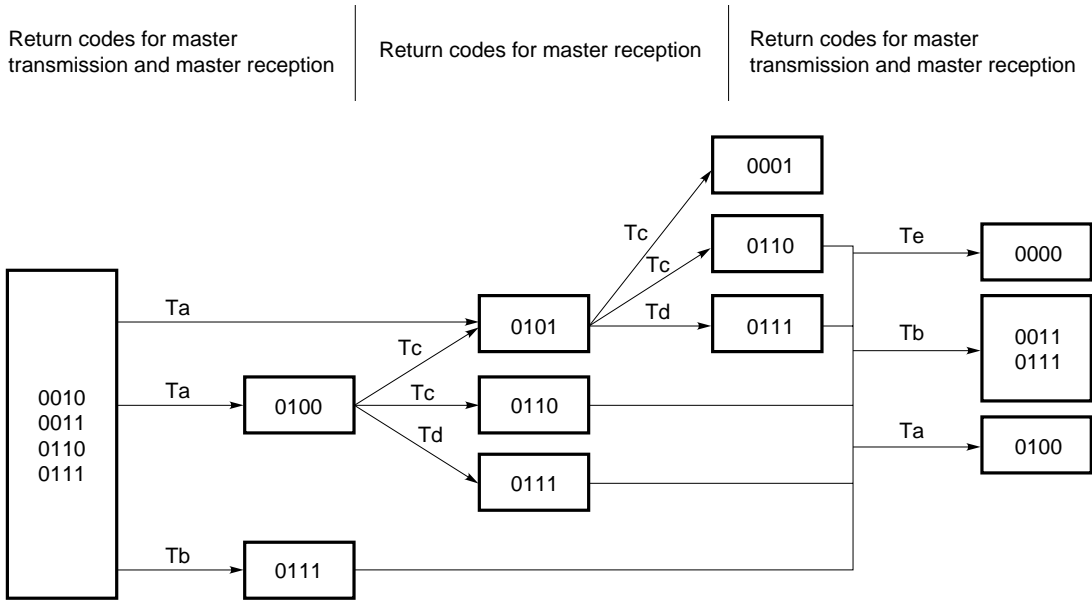 Return codes for master
transmission and master reception
Return codes for master reception
Return codes for master
transmission and master reception
0001
Tc
0110
Te
0000
Tc
Ta
0101
Td
0111
Tb
0011
0111
Tc
0010
0011
0110
0111
Ta
0100
Tc
0110
Ta
0100
Td
0111
Tb
0111